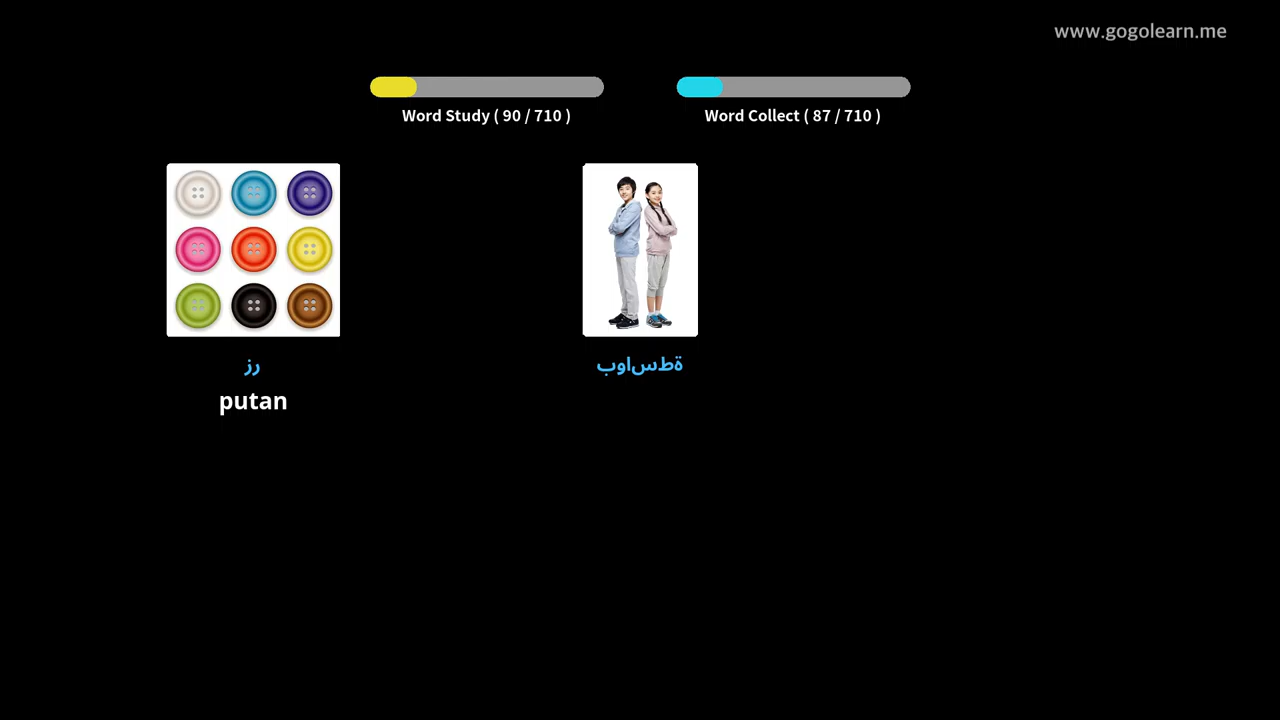 www.gogolearn.me
Word Study ( 90 / 710 )
Word Collect ( 87 / 710 )
رز
ةطساوب
putan